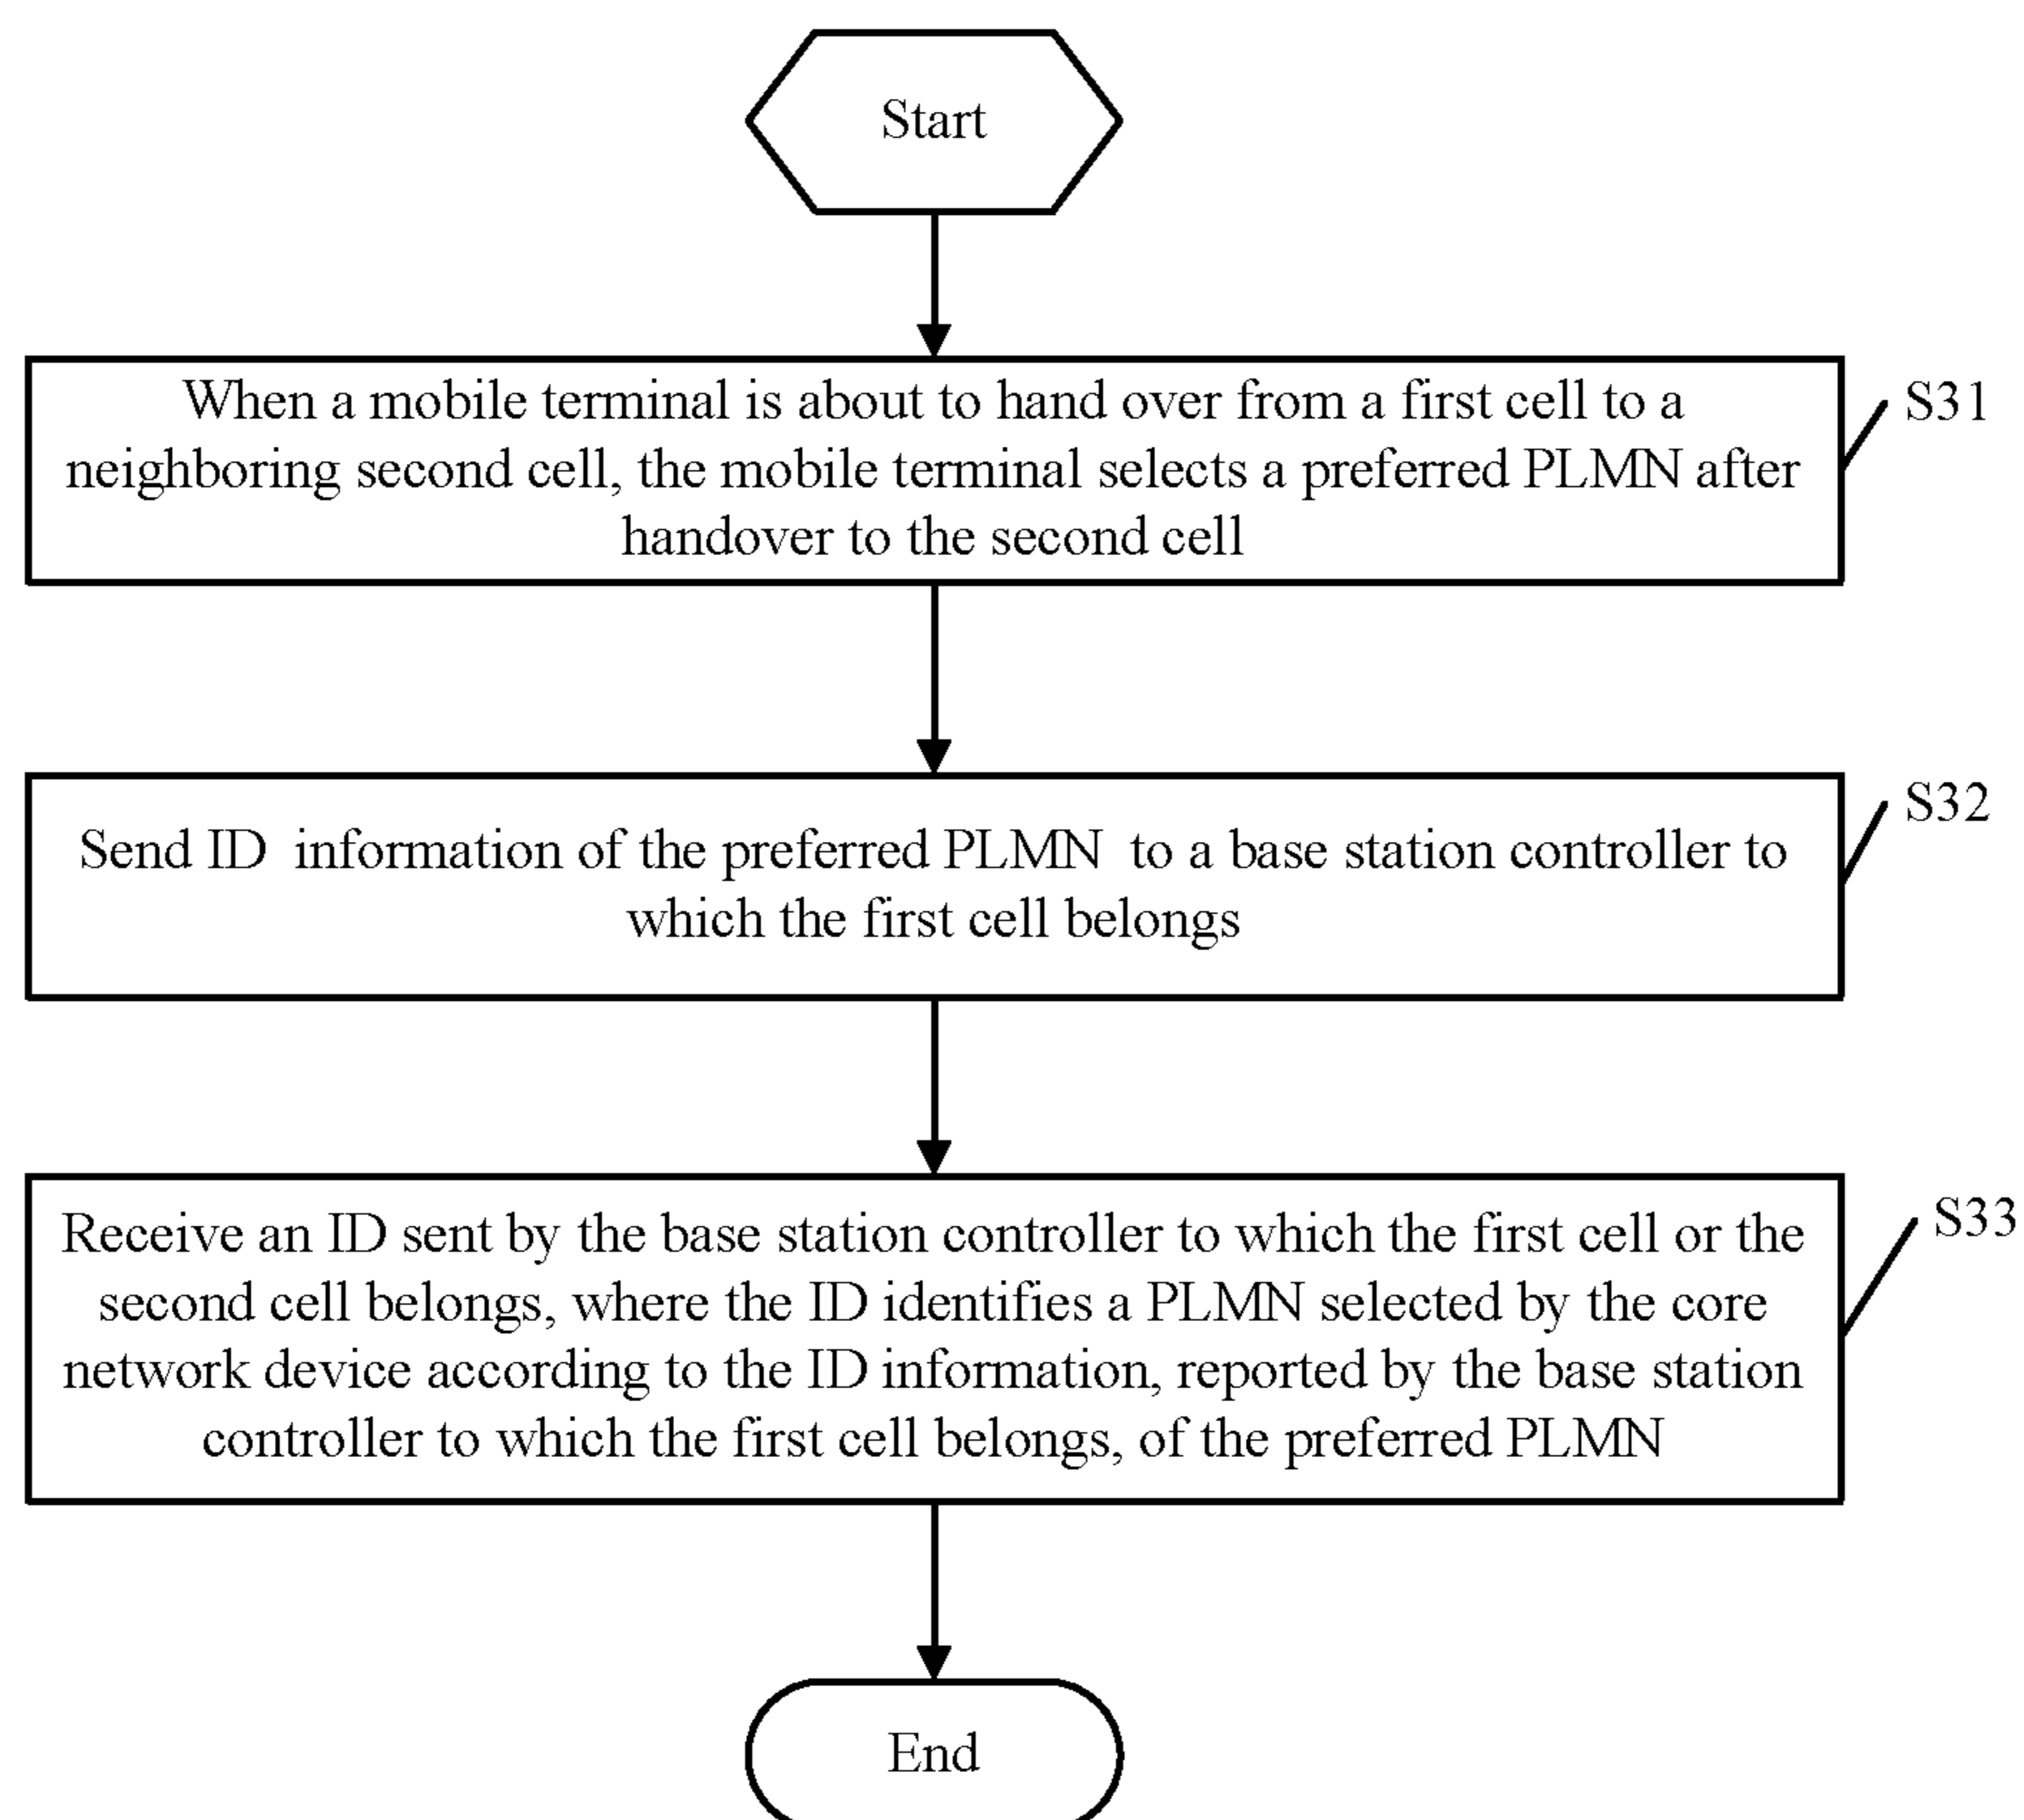 Start
When a mobile terminal is about to hand over from a first cell to a
neighboring second cell, the mobile terminal selects a preferred PLMN after
handover to the second cell
S31
Send ID information of the preferred PLMN to a base station controller to
which the first cell belongs
S32
Receive an ID sent by the base station controller to which the first cell or the
second cell belongs, where the ID identifies a PLMN selected by the core
network device according to the ID information, reported by the base station
controller to which the first cell belongs, of the preferred PLMN
S33
End